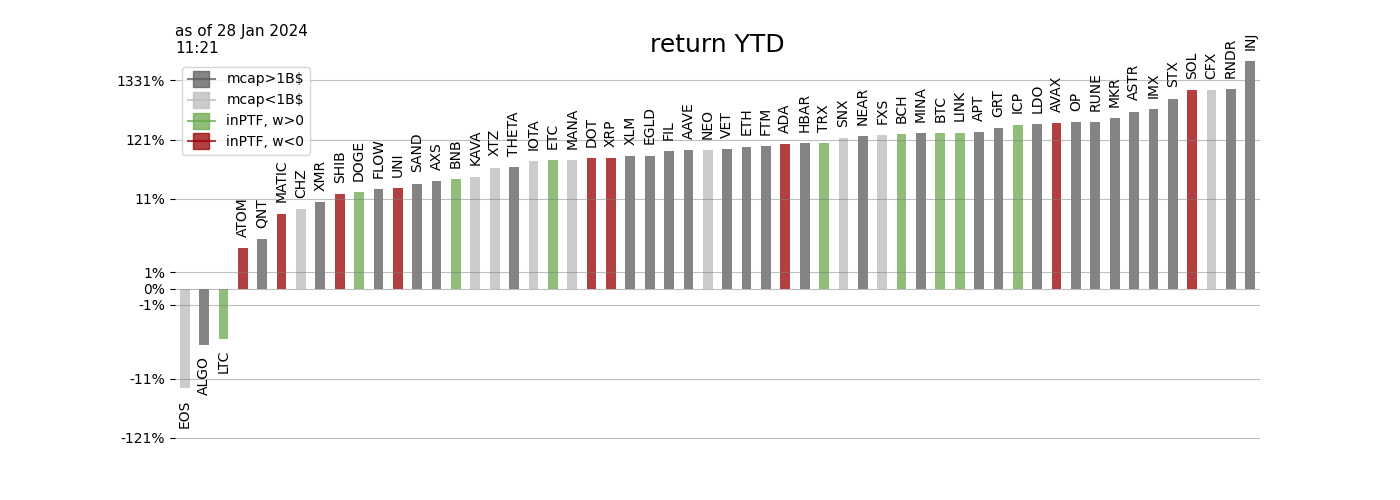 as of 28 Jan 2024
11:21
return YTD
mcap>1B$
mcap<1B$
inPTF, w>0
inPTF, w<0
1331%
121%
11%
1%
0%
-1%
-11%
-121%
EOS
ALGO
LTC
ATOM
QNT
MATIC
CHZ
XMR
SHIB
DOGE
FLOW
UNI
SAND
AXS
BNB
KAVA
XTZ
THETA
IOTA
ETC
MANA
DOT
XRP
XLM
EGLD
FIL
AAVE
NEO
VET
ETH
FTM
ADA
HBAR
TRX
SNX
NEAR
FXS
BCH
MINA
BTC
LINK
APT
GRT
ICP
LDO
AVAX
OP
RUNE
MKR
ASTR
IMX
STX
SOL
CFX
RNDR
INJ